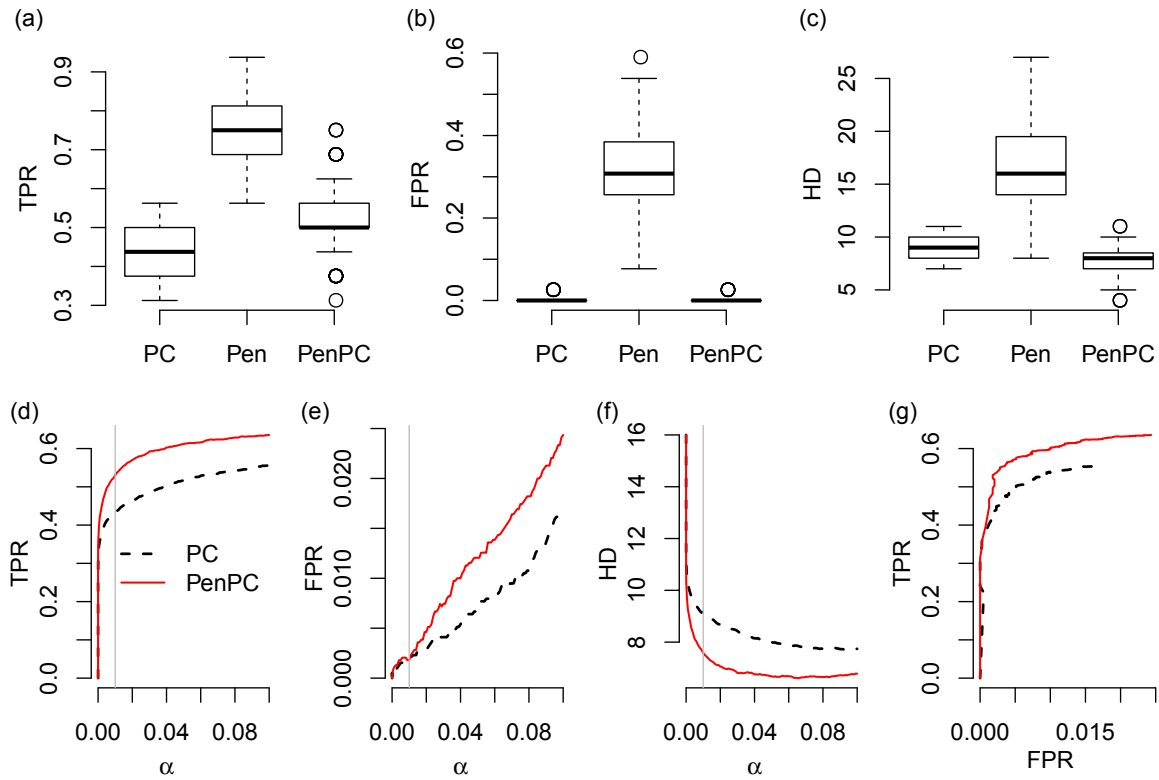 (a)
TPR
0.3 0.5 0.7 0.9
PC Pen PenPC
(b)
FPR
0.0 0.2 0.4 0.6
PC Pen PenPC
(c)
HD
5 10 15 20 25
PC Pen PenPC
(d)
TPR
0.0 0.2 0.4 0.6
PC
PenPC
0.00 0.04 0.08
α
(e)
FPR
0.000 0.010 0.020
0.00 0.04 0.08
α
(f)
HD
8 10 12 14 16
0.00 0.04 0.08
α
(g)
TPR
0.0 0.2 0.4 0.6
0.000 0.015
FPR